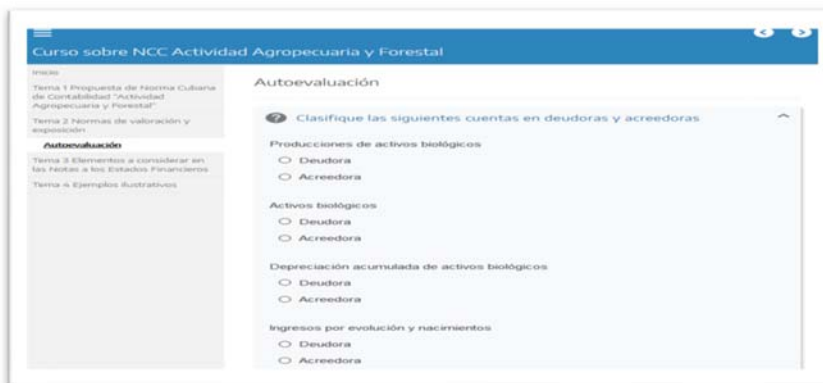 Curso sobre NCC Actividad Agropecuaria y Forestal
Inicio
Tema 1 Propuesta de Norma Cubana
de Contabilidad "Actividad
Agropecuaria y Forestal"
Tema 2 Normas de valoración y
exposición
Autoevaluación
Tema 3 Elementos a considerar en
las Notas a los Estados Financieros
Tema 4 Ejemplos ilustrativos
Autoevaluación
Clasifique las siguientes cuentas en deudoras y acreedoras
Producciones de activos biológicos
Deudora
Acreedora
Activos biológicos
Deudora
Acreedora
Depreciación acumulada de activos biológicos
Deudora
Acreedora
Ingresos por evolución y nacimientos
Deudora
Acreedora